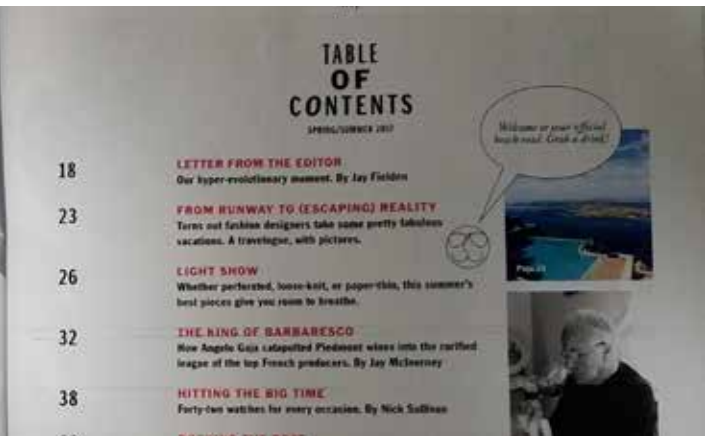 TABLE
OF
CONTENTS
SPRING/SUMMER 2017
Welcome to your official
beach read. Grab a drink!
18
LETTER FROM THE EDITOR
Our hyper-evolutionary moment. By Jay Fielden
23
FROM RUNWAY TO (ESCAPING) REALITY
Turns out fashion designers take some pretty fabulous
vacations. A travelogue, with pictures.
Page 23
26
LIGHT SHOW
Whether perforated, loose-knit, or paper-thin, this summer's
best pieces give you room to breathe.
32
THE KING OF BARBARESCO
How Angelo Gaja catapulted Piedmont wines into the rarified
league of the top French producers. By Jay McInerney
38
HITTING THE BIG TIME
Forty-two watches for every occasion. By Nick Sullivan